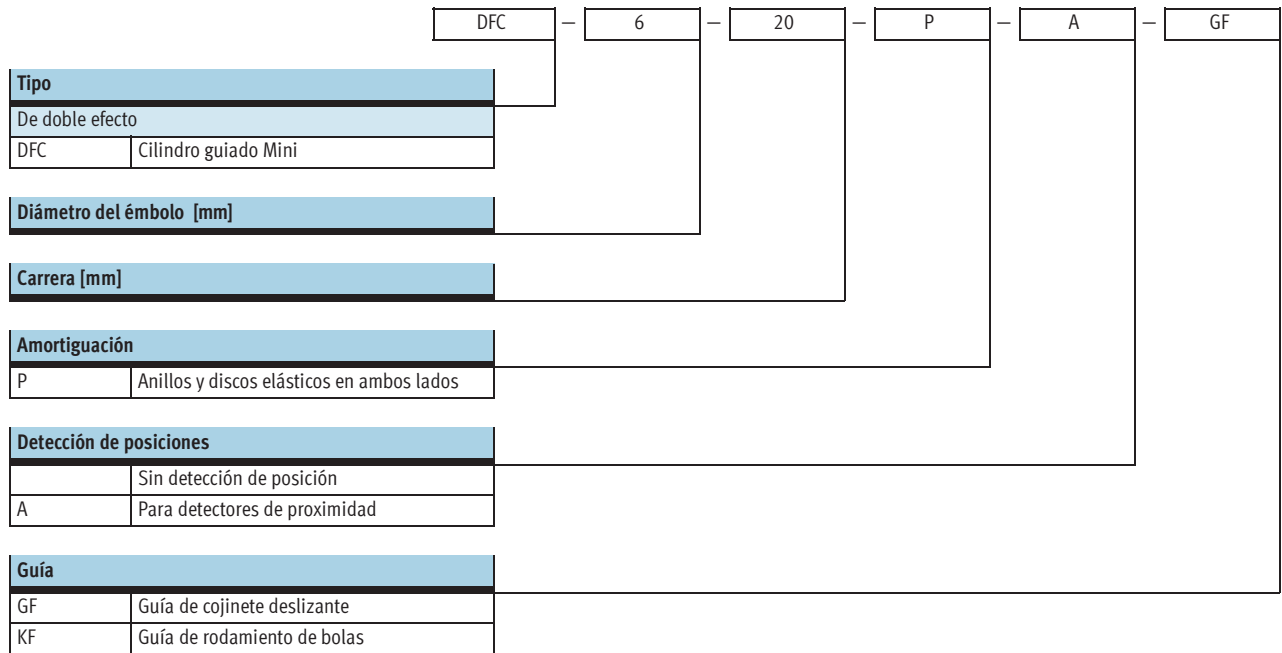 DFC — 6 — 20 — P — A — GF
Tipo
De doble efecto
DFC Cilindro guiado Mini
Diámetro del émbolo [mm]
Carrera [mm]
Amortiguación
P Anillos y discos elásticos en ambos lados
Detección de posiciones
Sin detección de posición
A Para detectores de proximidad
Guía
GF Guía de cojinete deslizante
KF Guía de rodamiento de bolas